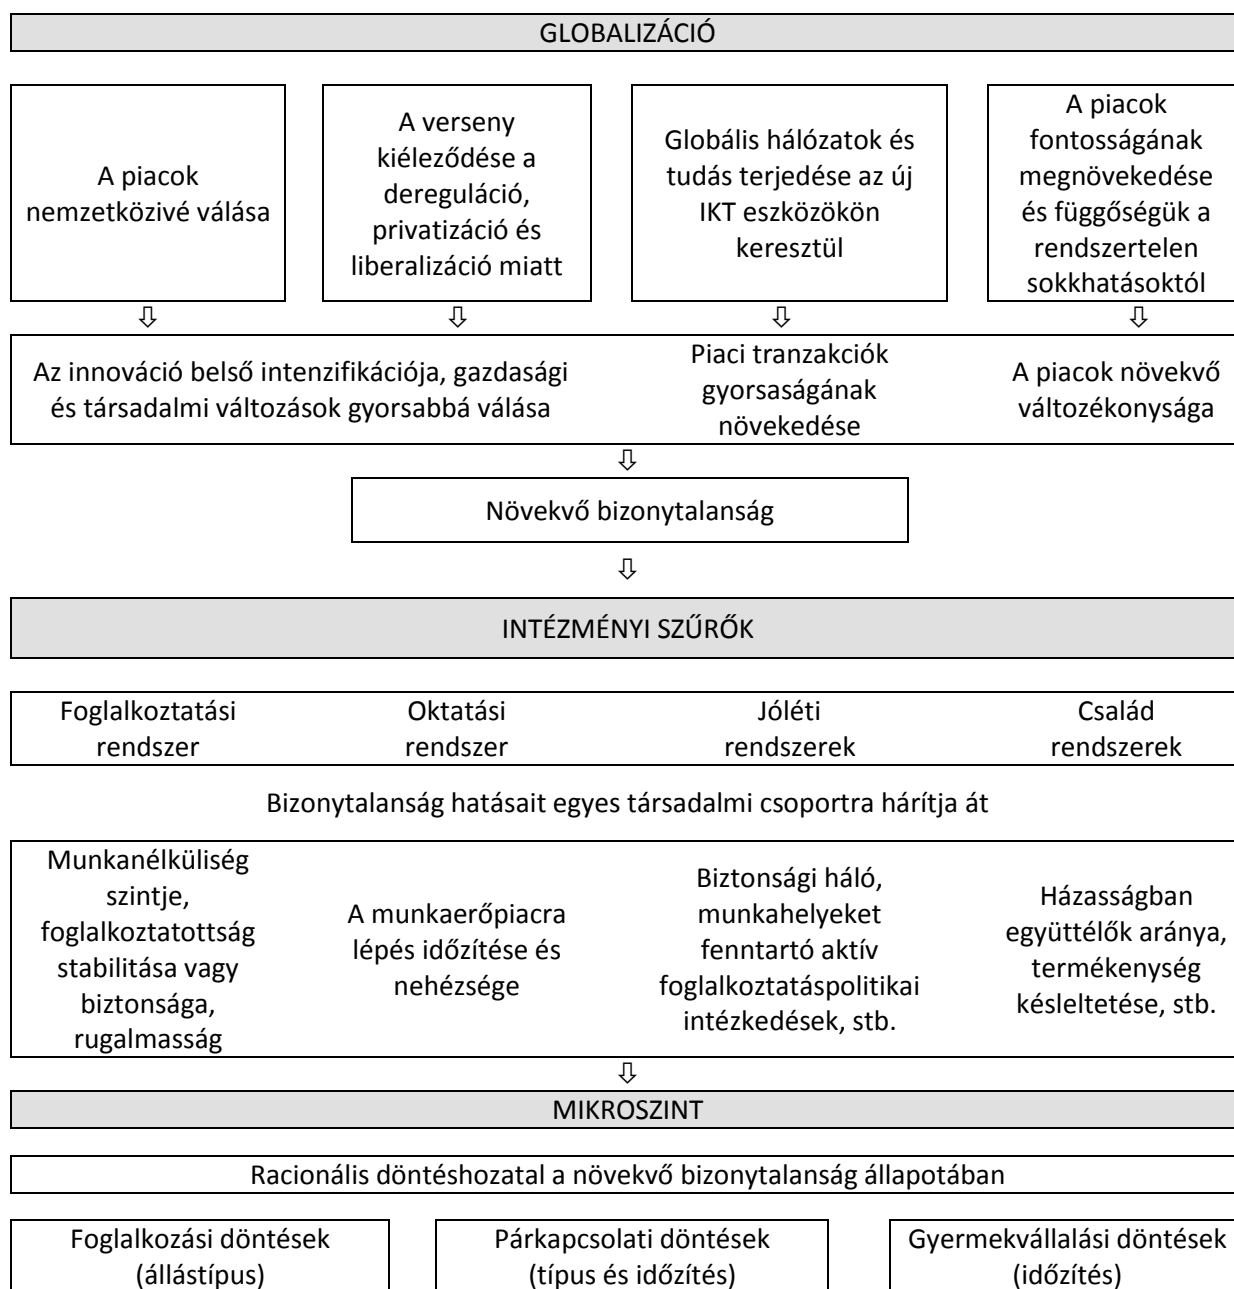 GLOBALIZÁCIÓ
A piacok
nemzetközivé válása
A verseny
kiéleződése a
dereguláció,
privatizáció és
liberalizáció miatt
Globális hálózatok és
tudás terjedése az új
IKT eszközökön
keresztül
A piacok
fontosságának
megnövekedése
és függőségük a
rendszertelen
sokkhatásoktól
Az innováció belső intenzifikációja, gazdasági
és társadalmi változások gyorsabbá válása
Piaci tranzakciók
gyorsaságának
növekedése
A piacok növekvő
változékonysága
Növekvő bizonytalanság
INTÉZMÉNYI SZŰRŐK
Foglalkoztatási
rendszer
Oktatási
rendszer
Jóléti
rendszerek
Család
rendszerek
Bizonytalanság hatásait egyes társadalmi csoportra hárítja át
Munkanélküliség
szintje,
foglalkoztatottság
stabilitása vagy
biztonsága,
rugalmasság
A munkaerőpiacra
lépés időzítése és
nehézsége
Biztonsági háló,
munkahelyeket
fenntartó aktív
foglalkoztatáspolitikai
intézkedések, stb.
Házasságban
együttélők aránya,
termékenység
késleltetése, stb.
MIKROSZINT
Racionális döntéshozatal a növekvő bizonytalanság állapotában
Foglalkozási döntések
(állástípus)
Párkapcsolati döntések
(típus és időzítés)
Gyermekvállalási döntések
(időzítés)